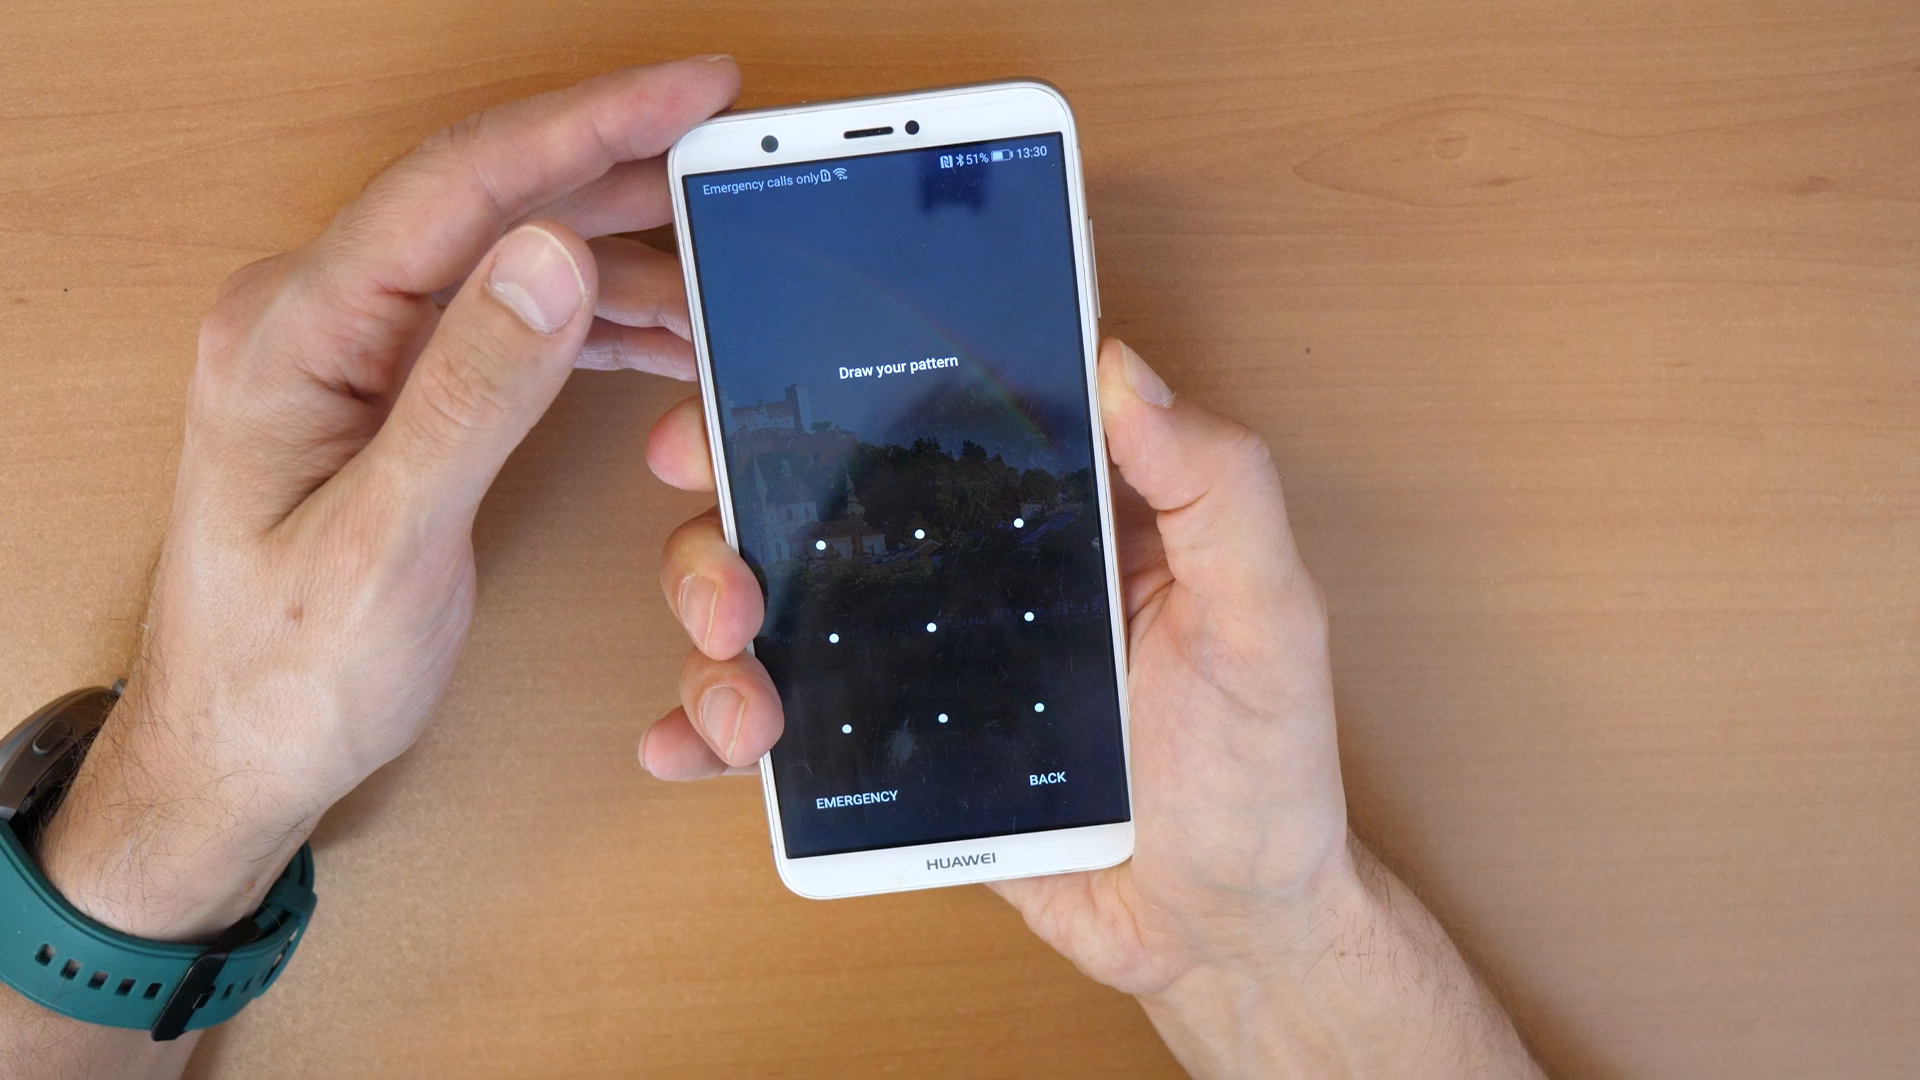 Emergency calls only
51% 13:30
Draw your pattern
EMERGENCY
BACK
HUAWEI